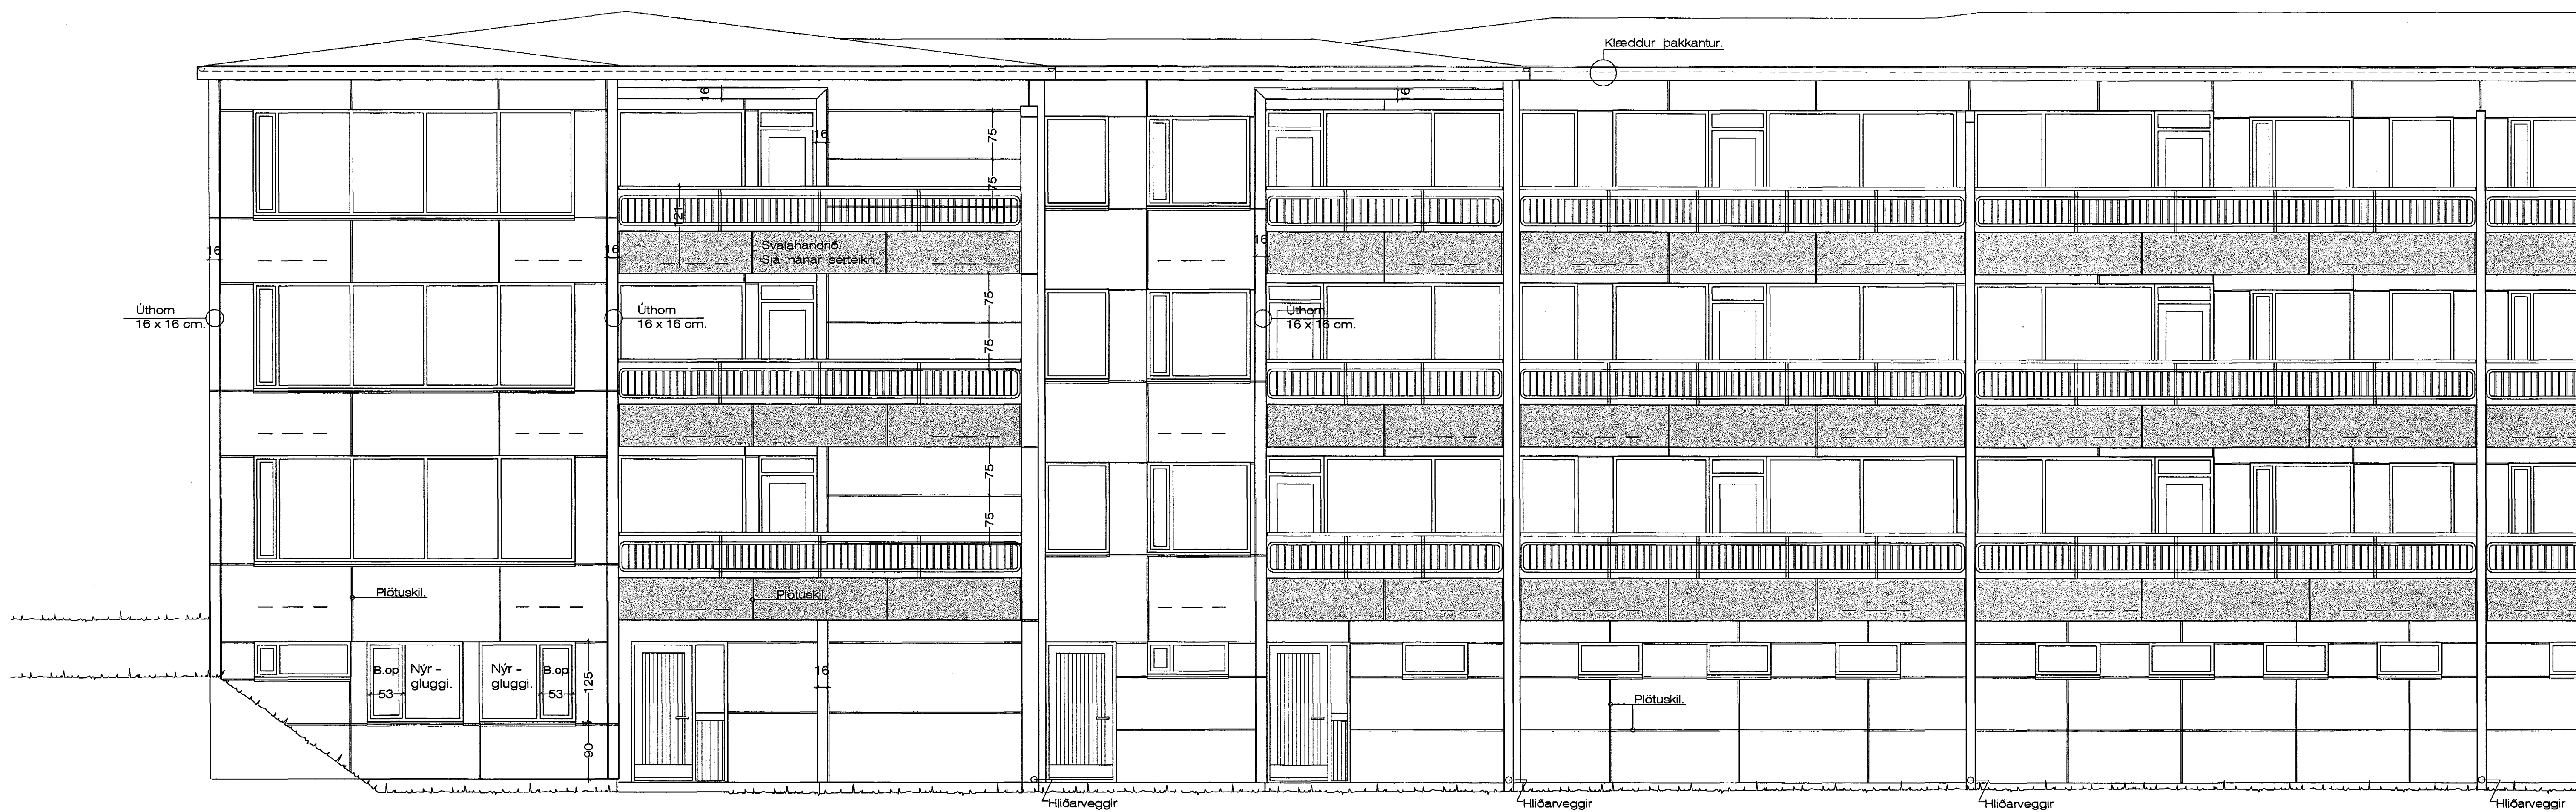 Klæddur þakkantur.
16
16
16
75
75
121
Svalahandrið.
Sjá nánar sérteikn.
16
16
16
Úthorn
16 x 16 cm.
Úthorn
16 x 16 cm.
Úthorn
16 x 16 cm.
75
75
75
75
Plötuskil.
Plötuskil.
B.op
53
Nýr -
gluggi.
Nýr -
gluggi.
B.op
53
125
90
16
Plötuskil.
Hliðarveggir
Hliðarveggir
Hliðarveggir
Hliðarveggir